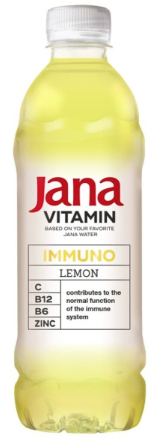 Jana
VITAMIN
BASED ON YOUR FAVORITE
JANA WATER
IMMUNO
LEMON
C
B12
B6
ZINC
contributes to the
normal function
of the immune
system